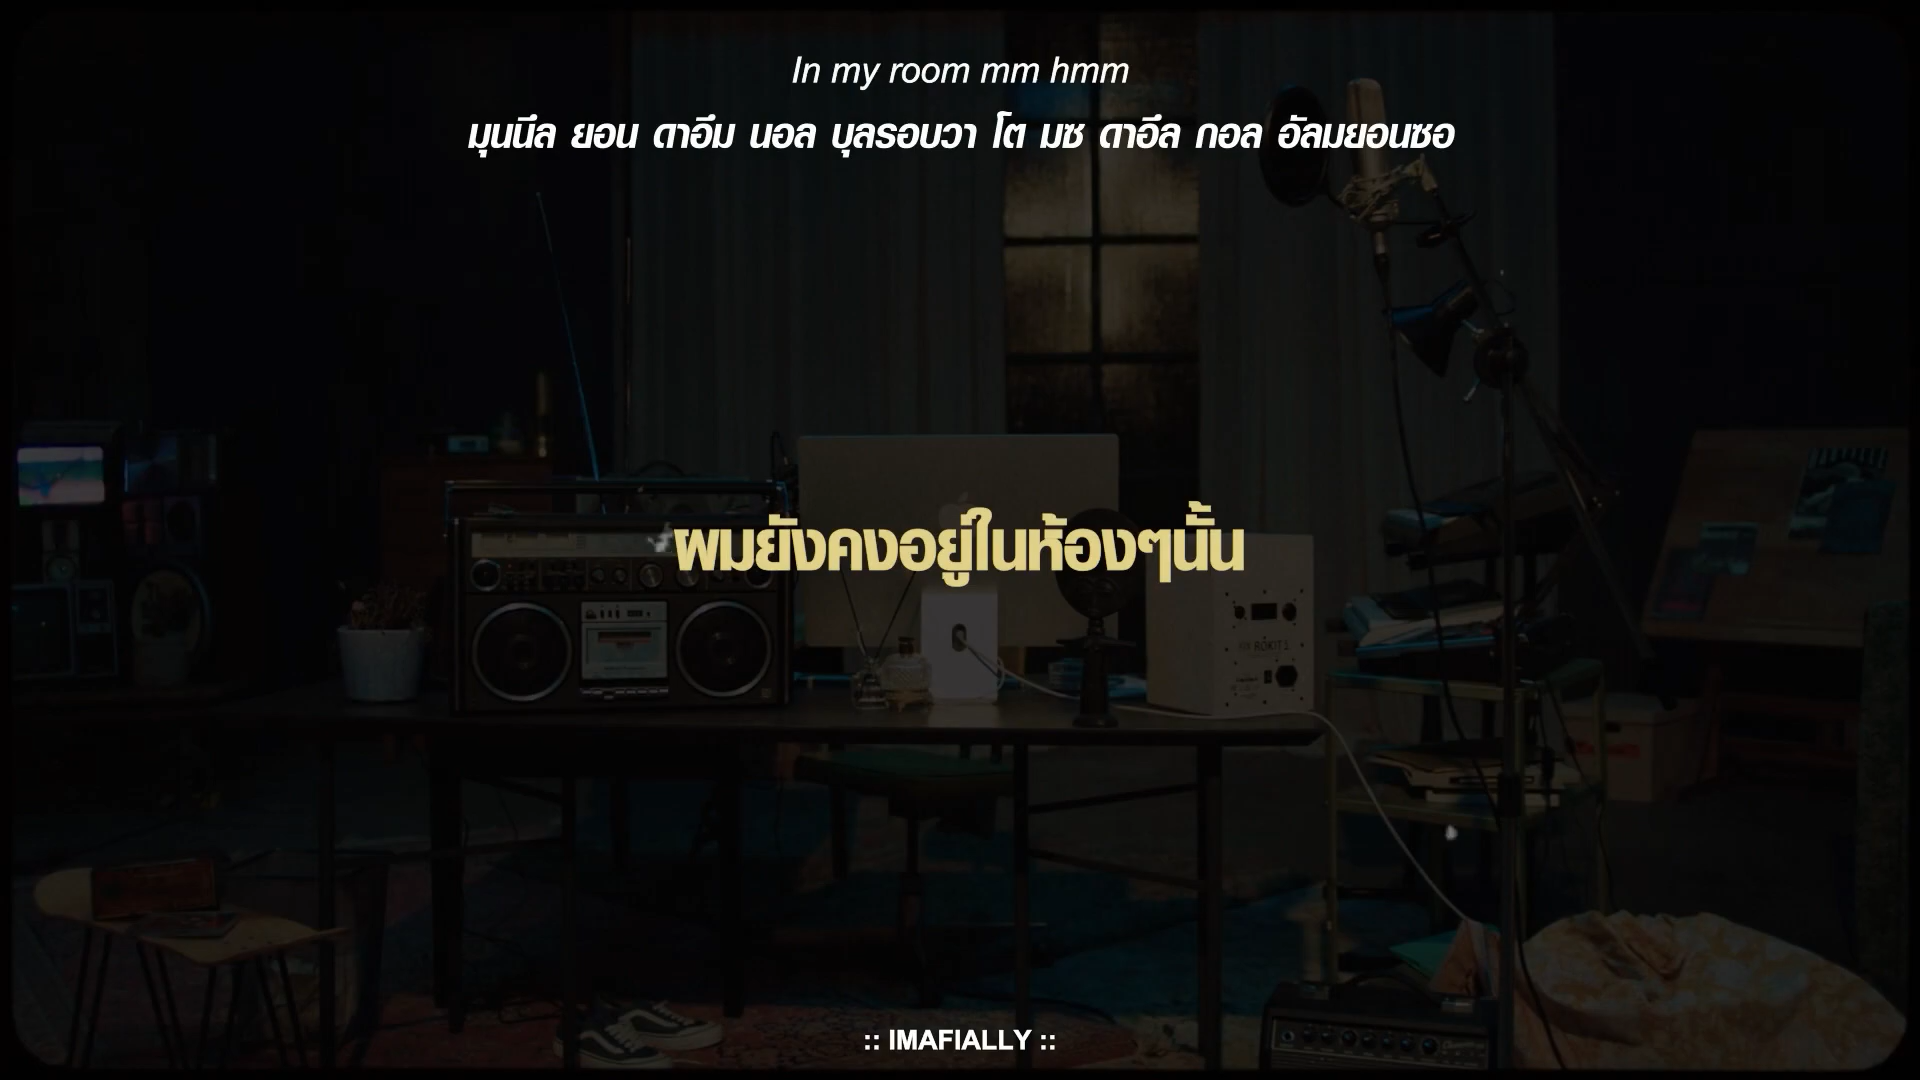 In my room mm hmm
มุนนึล ยอน ดาอึม นอล บุลรอบวา โต มซ ดาอึล กอล อัลมยอนซอ
ผมยังคงอยู่ในห้องๆนั้น
ROKIT 5
:: IMAFIALLY ::